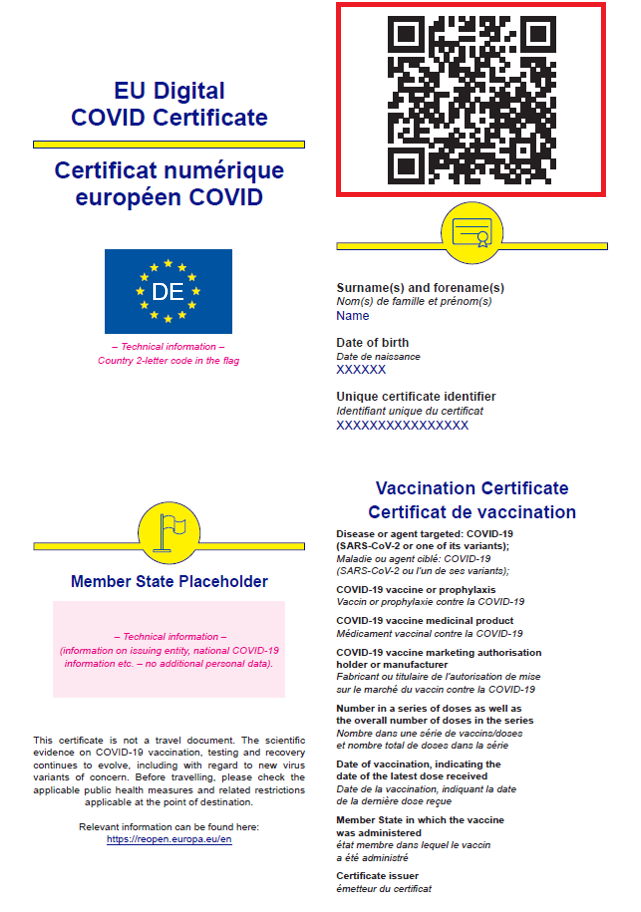 EU Digital
COVID Certificate
Certificat numérique
européen COVID
DE
– Technical information –
Country 2-letter code in the flag
Surname(s) and forename(s)
Nom(s) de famille et prénom(s)
Name
Date of birth
Date de naissance
XXXXXX
Unique certificate identifier
Identifiant unique du certificat
XXXXXXXXXXXXXXXX
Member State Placeholder
– Technical information –
(information on issuing entity, national COVID-19
information etc. – no additional personal data).
This certificate is not a travel document. The scientific
evidence on COVID-19 vaccination, testing and recovery
continues to evolve, including with regard to new virus
variants of concern. Before travelling, please check the
applicable public health measures and related restrictions
applicable at the point of destination.
Relevant information can be found here:
https://reopen.europa.eu/en
Vaccination Certificate
Certificat de vaccination
Disease or agent targeted: COVID-19
(SARS-CoV-2 or one of its variants);
Maladie ou agent ciblé: COVID-19
(SARS-CoV-2 ou l'un de ses variants);
COVID-19 vaccine or prophylaxis
Vaccin or prophylaxie contre la COVID-19
COVID-19 vaccine medicinal product
Médicament vaccinal contre la COVID-19
COVID-19 vaccine marketing authorisation
holder or manufacturer
Fabricant ou titulaire de l'autorisation de mise
sur le marché du vaccin contre la COVID-19
Number in a series of doses as well as
the overall number of doses in the series
Nombre dans une série de vaccins/doses
et nombre total de doses dans la série
Date of vaccination, indicating the
date of the latest dose received
Date de la vaccination, indiquant la date
de la dernière dose reçue
Member State in which the vaccine
was administered
état membre dans lequel le vaccin
a été administré
Certificate issuer
émetteur du certificat